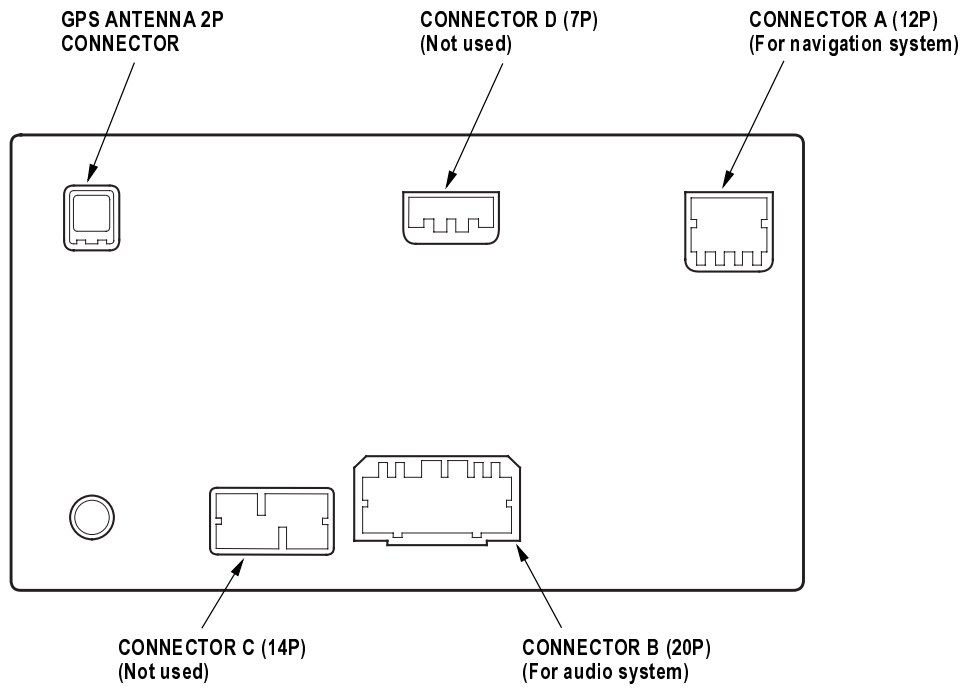 GPS ANTENNA 2P
CONNECTOR
CONNECTOR D (7P)
(Not used)
CONNECTOR A (12P)
(For navigation system)
CONNECTOR C (14P)
(Not used)
CONNECTOR B (20P)
(For audio system)